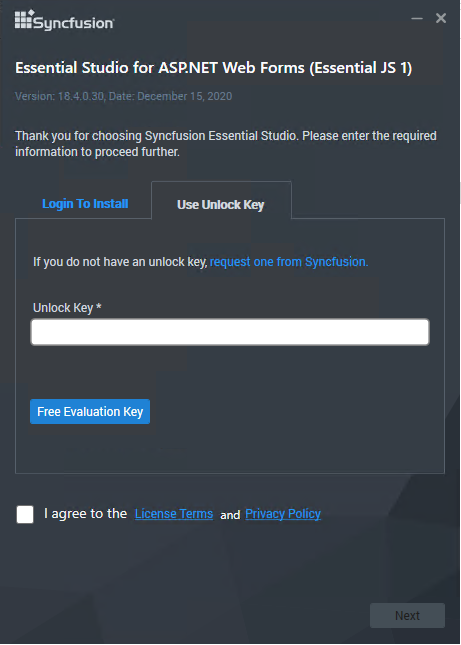 Syncfusion
Essential Studio for ASP.NET Web Forms (Essential JS 1)
Version: 18.4.0.30, Date: December 15, 2020
Thank you for choosing Syncfusion Essential Studio. Please enter the required
information to proceed further.
Login To Install
Use Unlock Key
If you do not have an unlock key, request one from Syncfusion.
Unlock Key *
Free Evaluation Key
I agree to the License Terms and Privacy Policy
Next